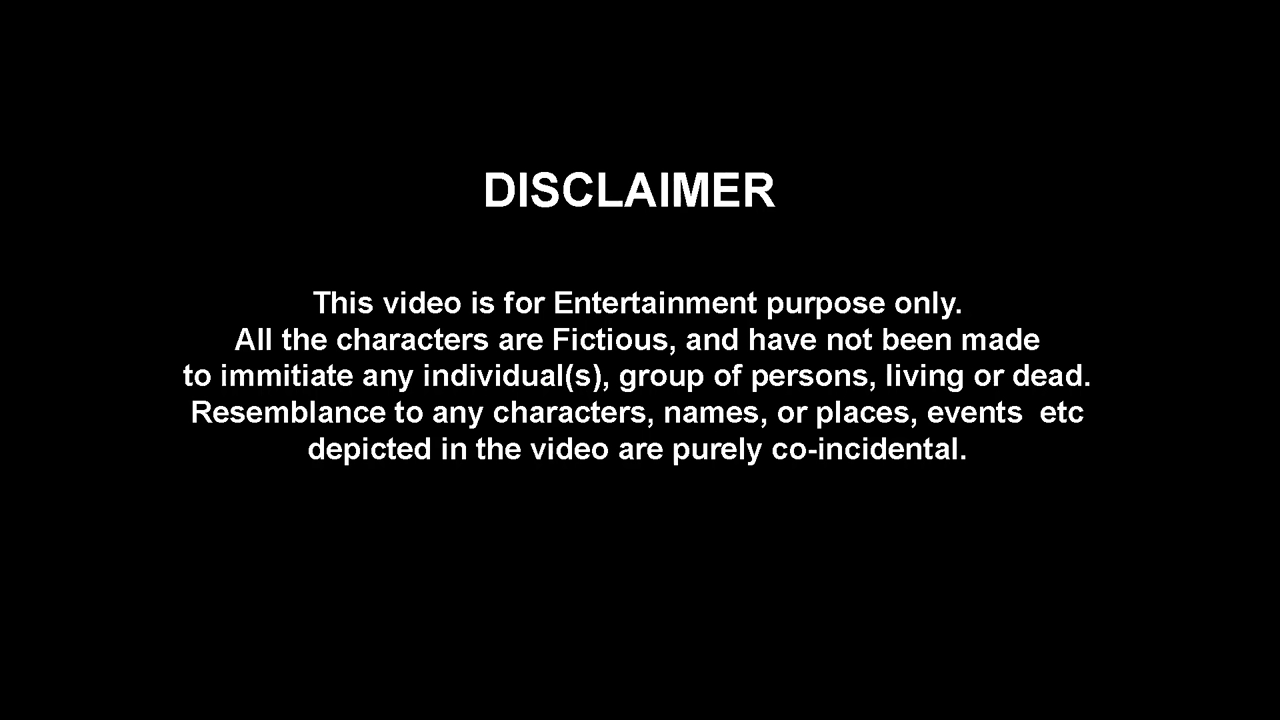 DISCLAIMER
This video is for Entertainment purpose only.
All the characters are Fictious, and have not been made
to immitiate any individual(s), group of persons, living or dead.
Resemblance to any characters, names, or places, events  etc
depicted in the video are purely co-incidental.